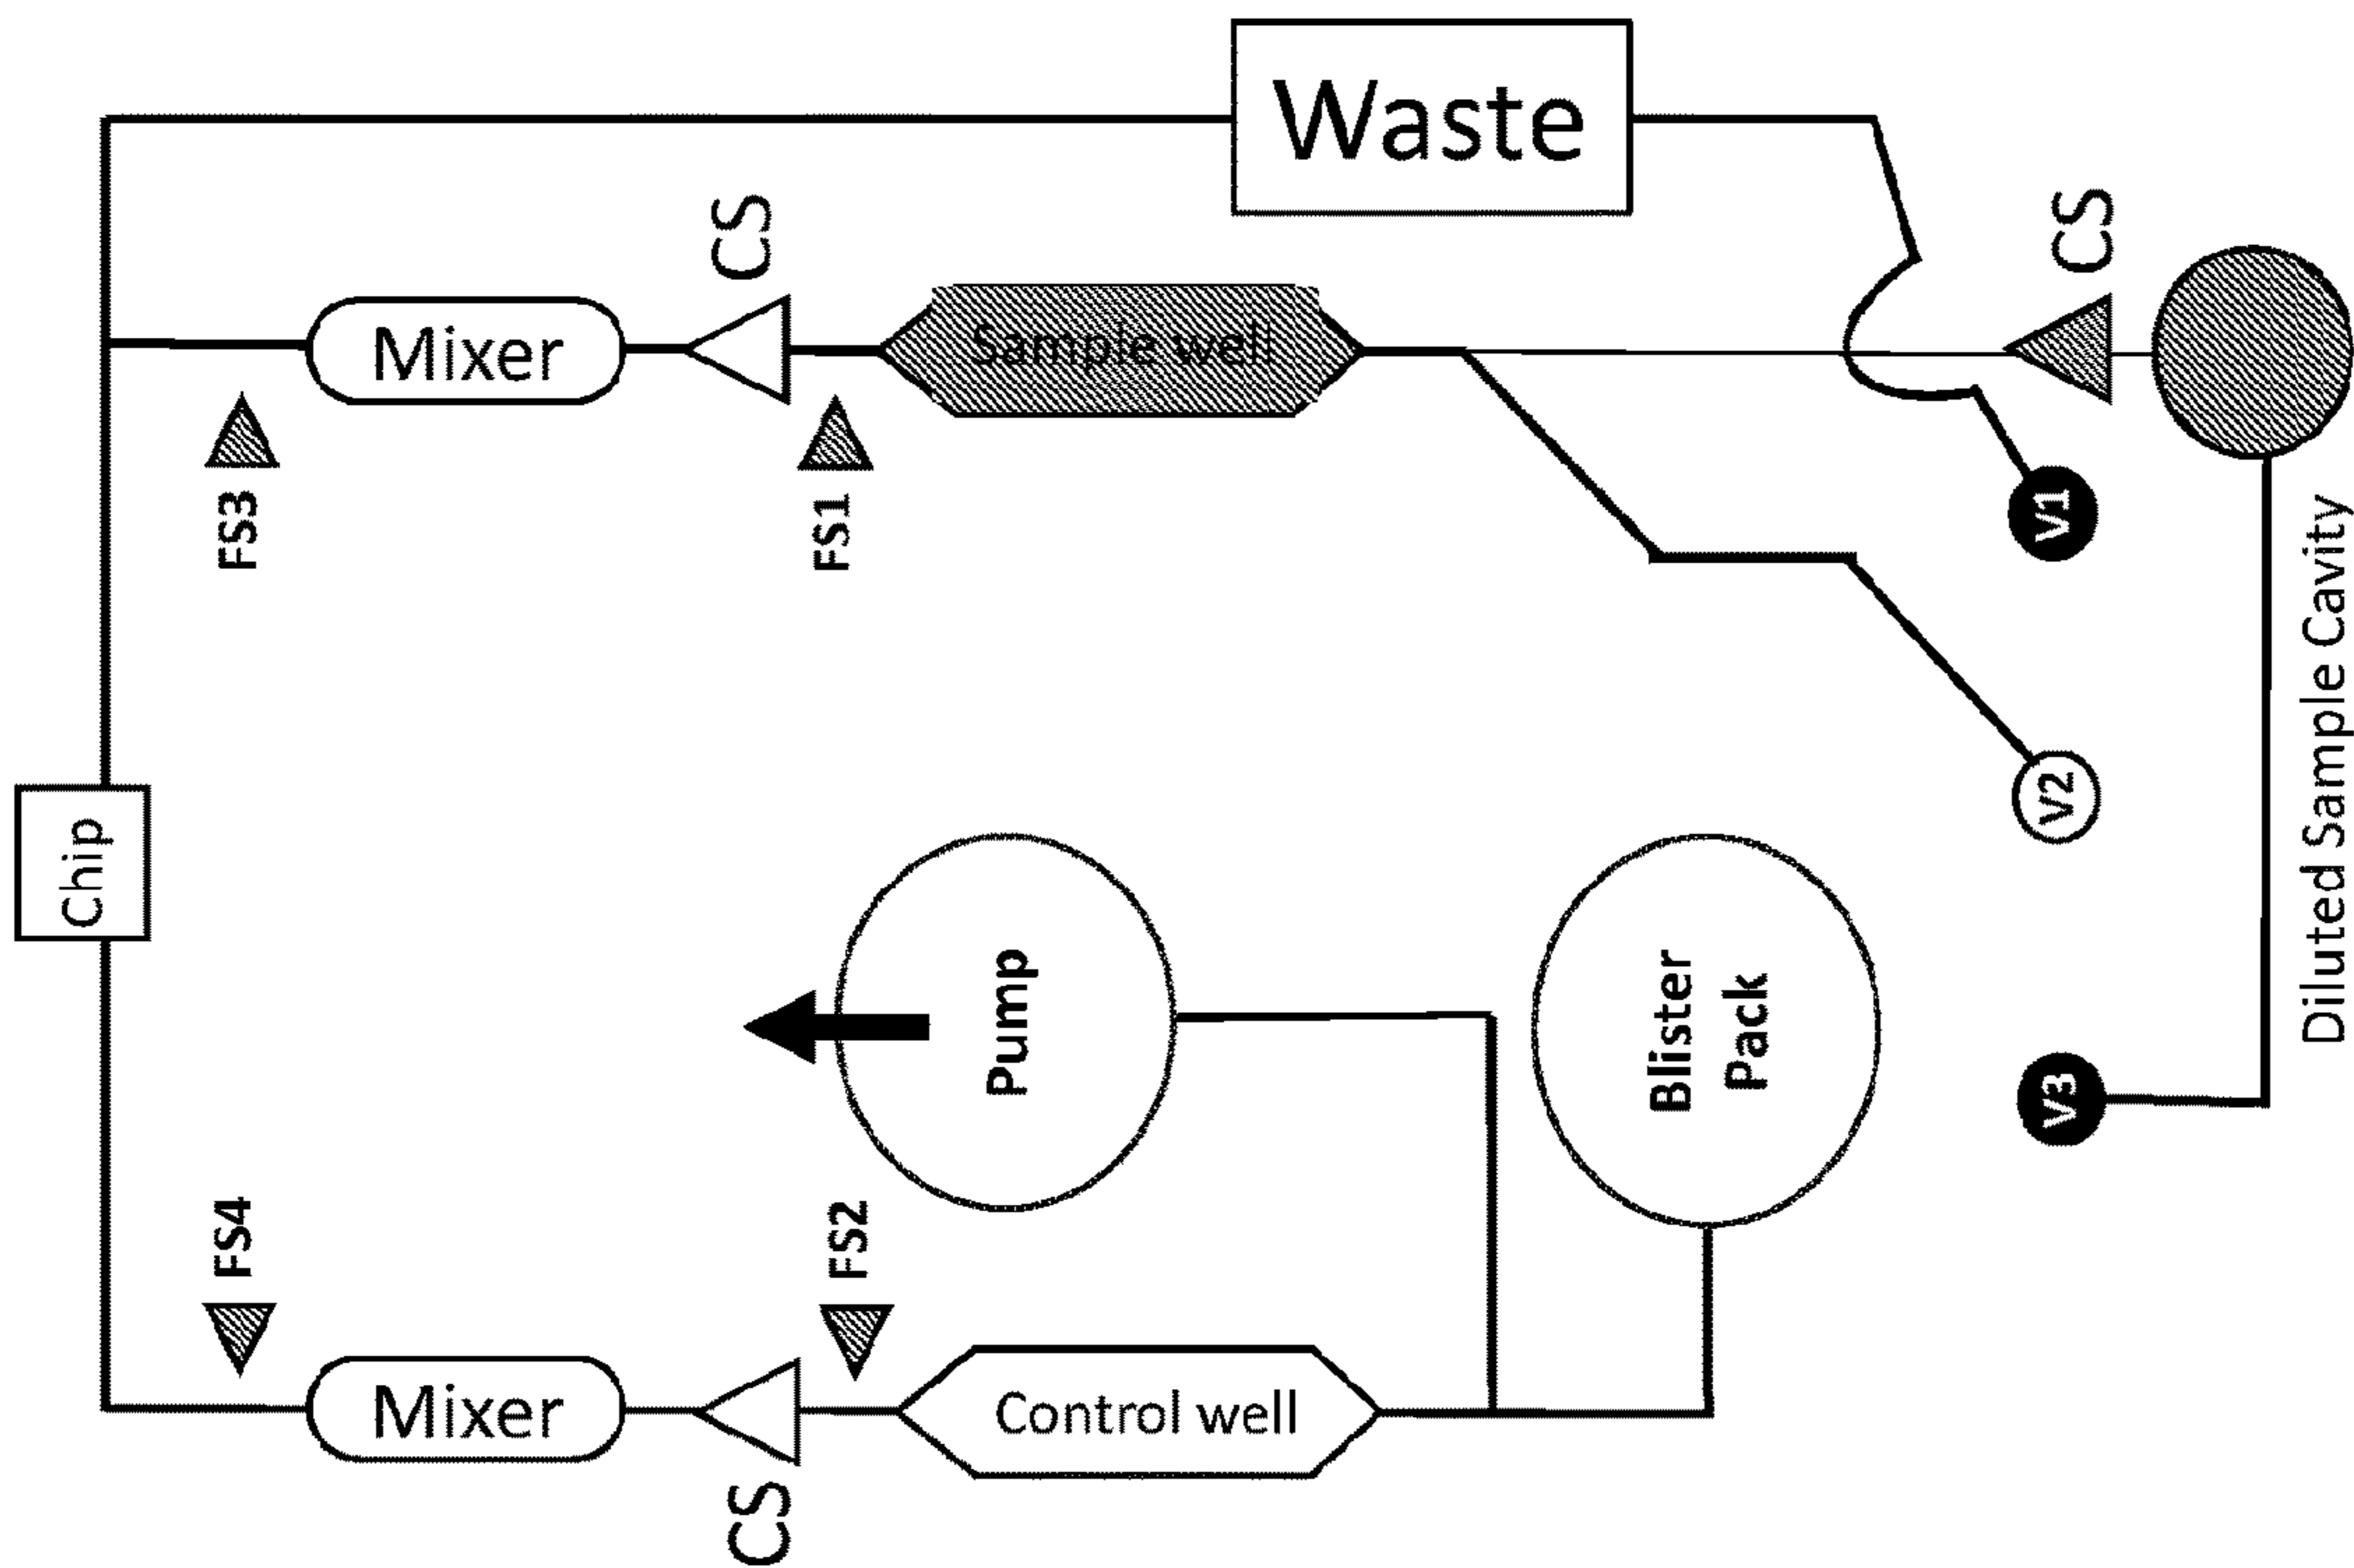 Waste
CS
CS
Mixer
Sample well
FS3
FS1
V1
Diluted Sample Cavity
Chip
V2
Pump
Blister
Pack
V3
FS4
FS2
Mixer
Control well
CS